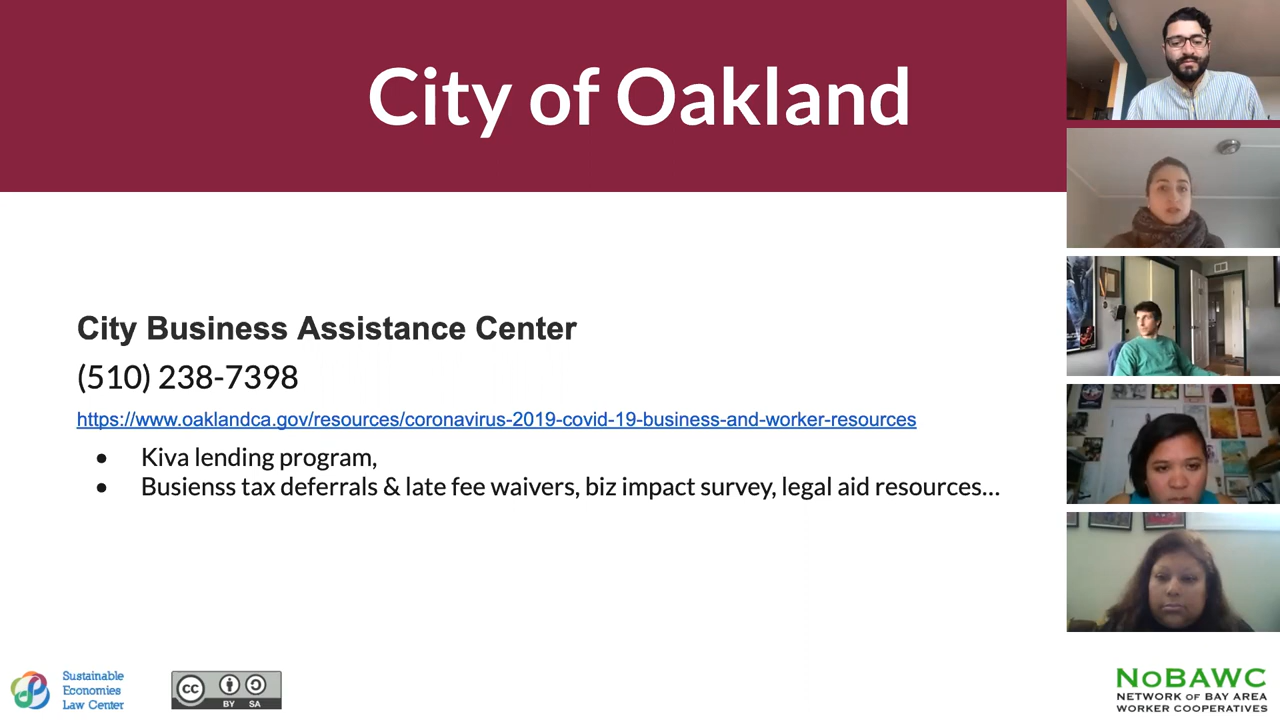 City of Oakland
City Business Assistance Center
(510) 238-7398
https://www.oaklandca.gov/resources/coronavirus-2019-covid-19-business-and-worker-resources
● Kiva lending program,
● Busienss tax deferrals & late fee waivers, biz impact survey, legal aid resources...
Sustainable
Economies
Law Center
cc
BY SA
NOBAWC
NETWORK OF BAY AREA
WORKER COOPERATIVES